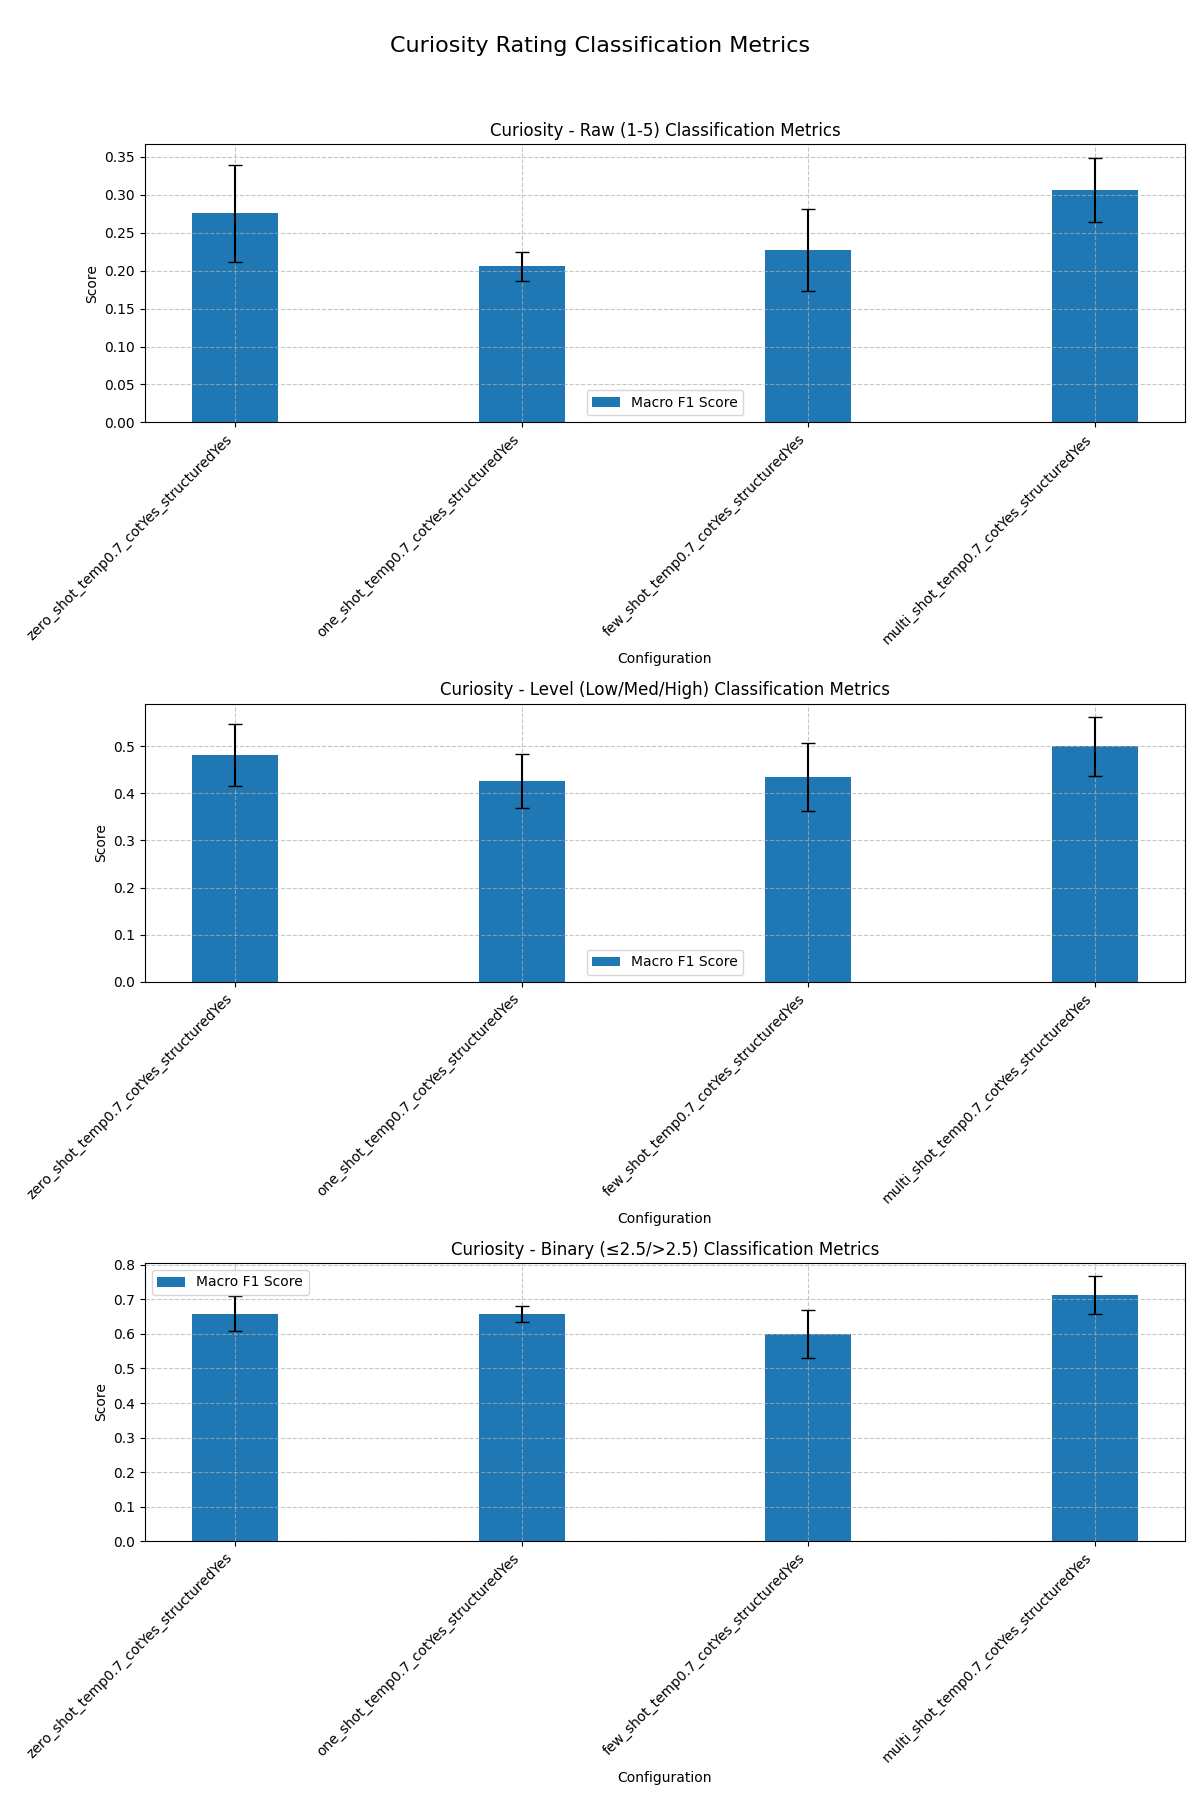 Curiosity Rating Classification Metrics
Curiosity - Raw (1-5) Classification Metrics
0.35
0.30
0.25
0.20
0.15
0.10
0.05
0.00
Score
Macro F1 Score
zero_shot_temp0.7_cotYes_structuredYes
one_shot_temp0.7_cotYes_structuredYes
few_shot_temp0.7_cotYes_structuredYes
multi_shot_temp0.7_cotYes_structuredYes
Configuration
Curiosity - Level (Low/Med/High) Classification Metrics
0.5
0.4
0.3
0.2
0.1
0.0
Score
Macro F1 Score
zero_shot_temp0.7_cotYes_structuredYes
one_shot_temp0.7_cotYes_structuredYes
few_shot_temp0.7_cotYes_structuredYes
multi_shot_temp0.7_cotYes_structuredYes
Configuration
Curiosity - Binary (≤2.5/>2.5) Classification Metrics
0.8
0.7
0.6
0.5
0.4
0.3
0.2
0.1
0.0
Score
Macro F1 Score
zero_shot_temp0.7_cotYes_structuredYes
one_shot_temp0.7_cotYes_structuredYes
few_shot_temp0.7_cotYes_structuredYes
multi_shot_temp0.7_cotYes_structuredYes
Configuration